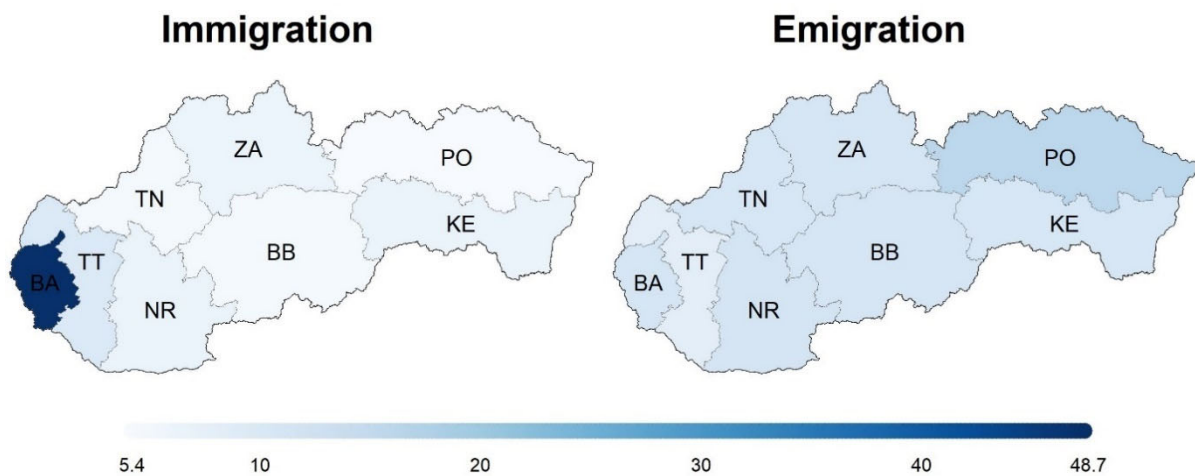 Immigration
Emigration
ZA
PO
TN
KE
BB
TT
BA
NR
ZA
PO
TN
KE
BB
TT
BA
NR
5.4 10 20 30 40 48.7